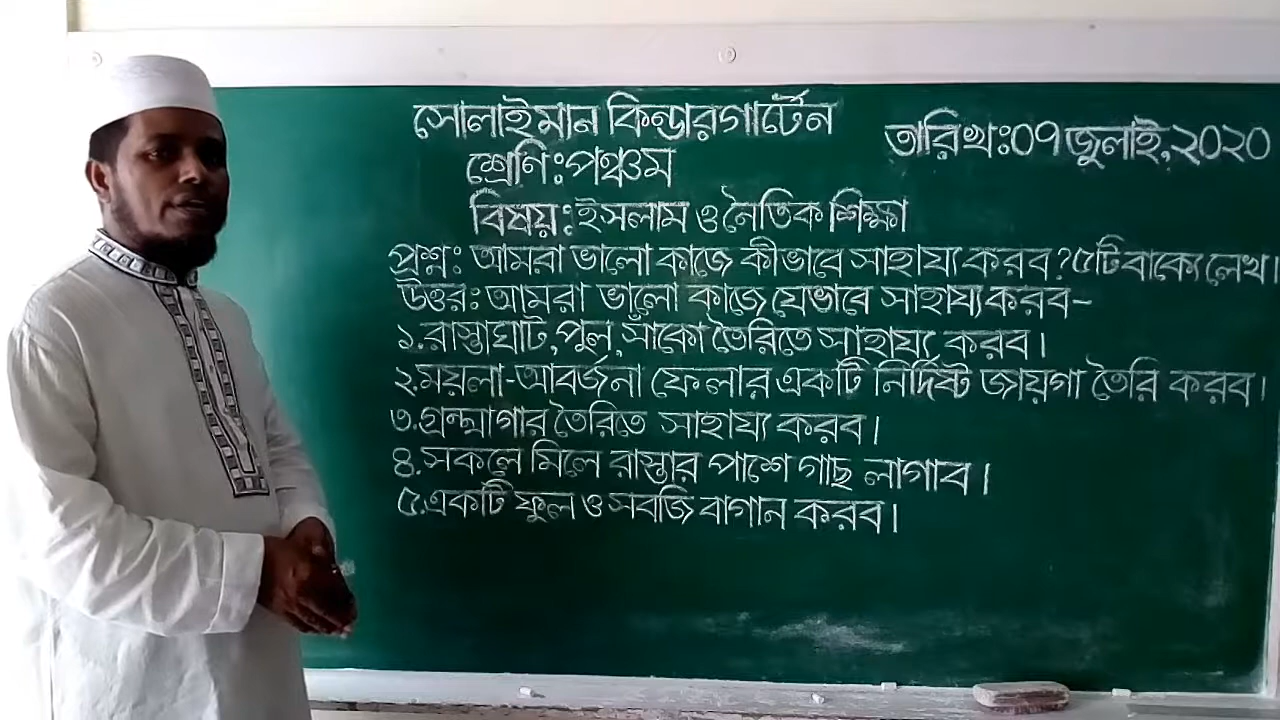 সোলাইমান কিন্ডারগার্টেন
তারিখঃ০৭ জুলাই,২০২০
শ্রেণি ঃপঞ্চম
বিষয়ঃ ইসলাম ও নৈতিক শিক্ষা
প্রশ্নঃ আমরা ভালো কাজে কীভাবে সাহায্য করব?৫টি বাক্যে লেখ।
উত্তরঃ আমরা ভালো কাজে যেভাবে সাহায্য করব-
১.রাস্তাঘাট,পুল,সাঁকো তৈরিতে সাহায্য করব।
২.ময়লা-আবর্জনা ফেলার একটি নির্দিষ্ট জায়গা তৈরি করব।
৩.গ্রন্থাগার তৈরিতে সাহায্য করব।
৪.সকলে মিলে রাস্তার পাশে গাছ লাগাব।
৫.একটি ফুল ও সবজি বাগান করব।